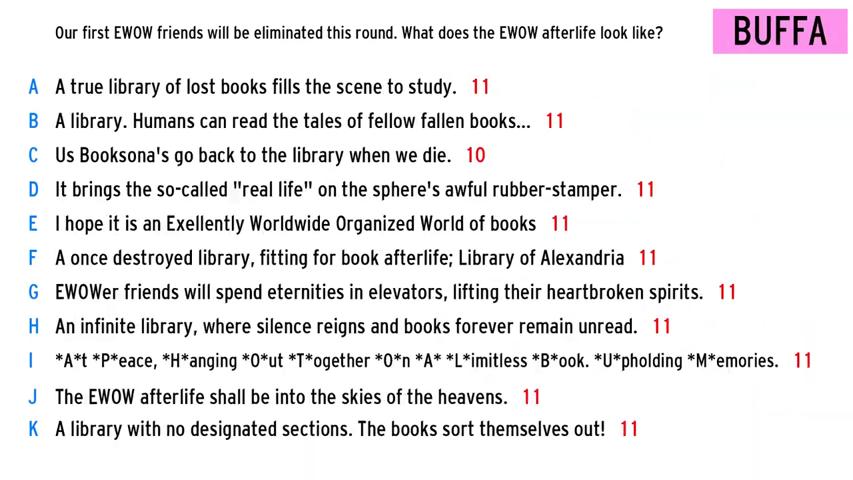 Our first EWOW friends will be eliminated this round. What does the EWOW afterlife look like?
BUFFA
A A true library of lost books fills the scene to study. 11
B A library. Humans can read the tales of fellow fallen books... 11
C Us Booksona's go back to the library when we die. 10
D It brings the so-called "real life" on the sphere's awful rubber-stamper. 11
E I hope it is an Exellently Worldwide Organized World of books 11
F A once destroyed library, fitting for book afterlife; Library of Alexandria 11
G EWOWer friends will spend eternities in elevators, lifting their heartbroken spirits. 11
H An infinite library, where silence reigns and books forever remain unread. 11
I *A*t *P*eace, *H*anging *O*ut *T*ogether *O*n *A* *L*imitless *B*ook. *U*pholding *M*emories. 11
J The EWOW afterlife shall be into the skies of the heavens. 11
K A library with no designated sections. The books sort themselves out! 11